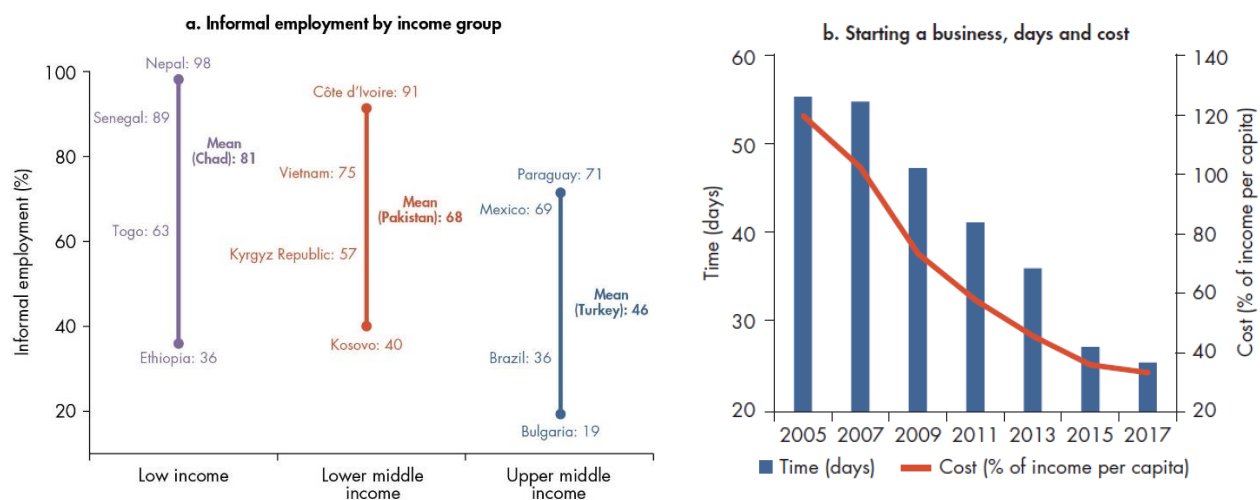 a. Informal employment by income group
Informal employment (%)
100
80
60
40
20
Nepal: 98
Senegal: 89
Mean
(Chad): 81
Togo: 63
Ethiopia: 36
Côte d’Ivoire: 91
Vietnam: 75
Mean
(Pakistan): 68
Kyrgyz Republic: 57
Kosovo: 40
Paraguay: 71
Mexico: 69
Mean
(Turkey): 46
Brazil: 36
Bulgaria: 19
Low income
Lower middle
income
Upper middle
income
b. Starting a business, days and cost
Time (days)
60
50
40
30
20
140
120
100
80
60
40
20
Cost (% of income per capita)
2005 2007 2009 2011 2013 2015 2017
Time (days) Cost (% of income per capita)